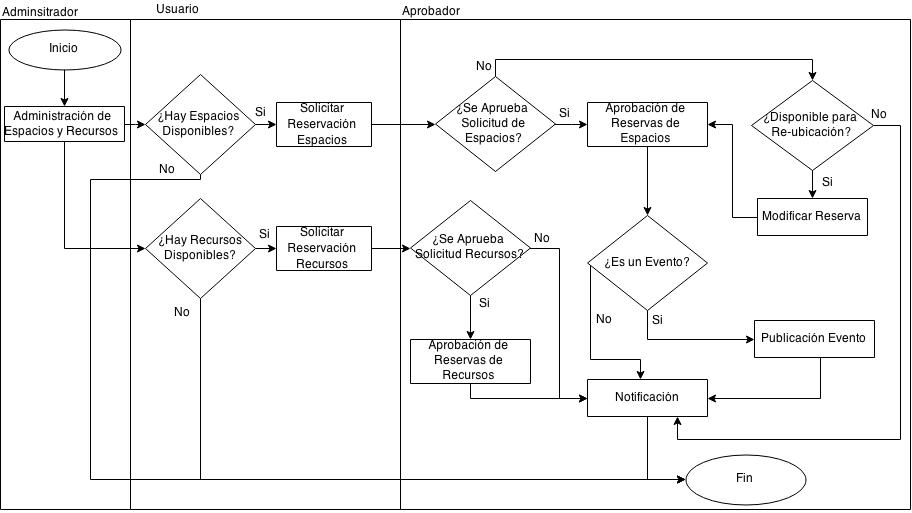 Adminsitrador
Usuario
Aprobador
Inicio
Administración de
Espacios y Recursos
¿Hay Espacios
Disponibles?
Si
No
Solicitar
Reservación
Espacios
¿Se Aprueba
Solicitud de
Espacios?
No
Si
Aprobación de
Reservas de
Espacios
¿Disponible para
Re-ubicación?
No
Si
Modificar Reserva
¿Hay Recursos
Disponibles?
Si
No
Solicitar
Reservación
Recursos
¿Se Aprueba
Solicitud Recursos?
No
Si
Aprobación de
Reservas de
Recursos
¿Es un Evento?
No
Si
Publicación Evento
Notificación
Fin